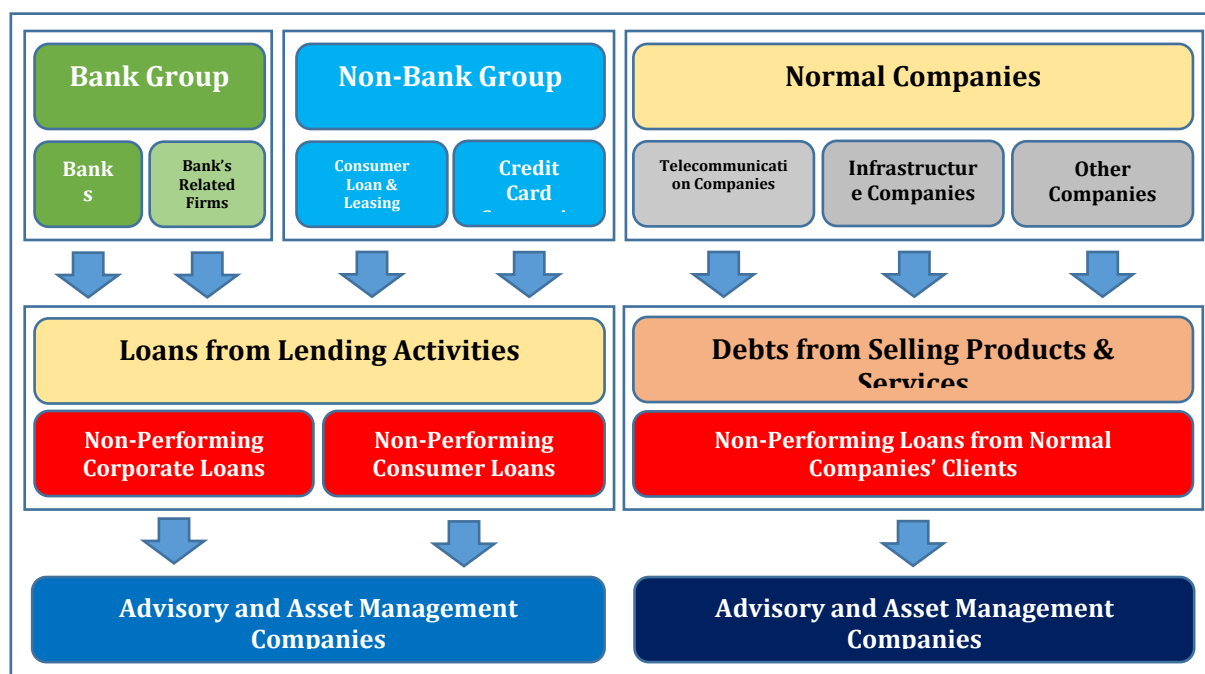 Bank Group
Non-Bank Group
Normal Companies
Bank
s
Bank's
Related
Firms
Consumer
Loan &
Leasing
Credit
Card
Telecommunicati
on Companies
Infrastructur
e Companies
Other
Companies
Loans from Lending Activities
Debts from Selling Products &
Services
Non-Performing
Corporate Loans
Non-Performing
Consumer Loans
Non-Performing Loans from Normal
Companies' Clients
Advisory and Asset Management
Companies
Advisory and Asset Management
Companies